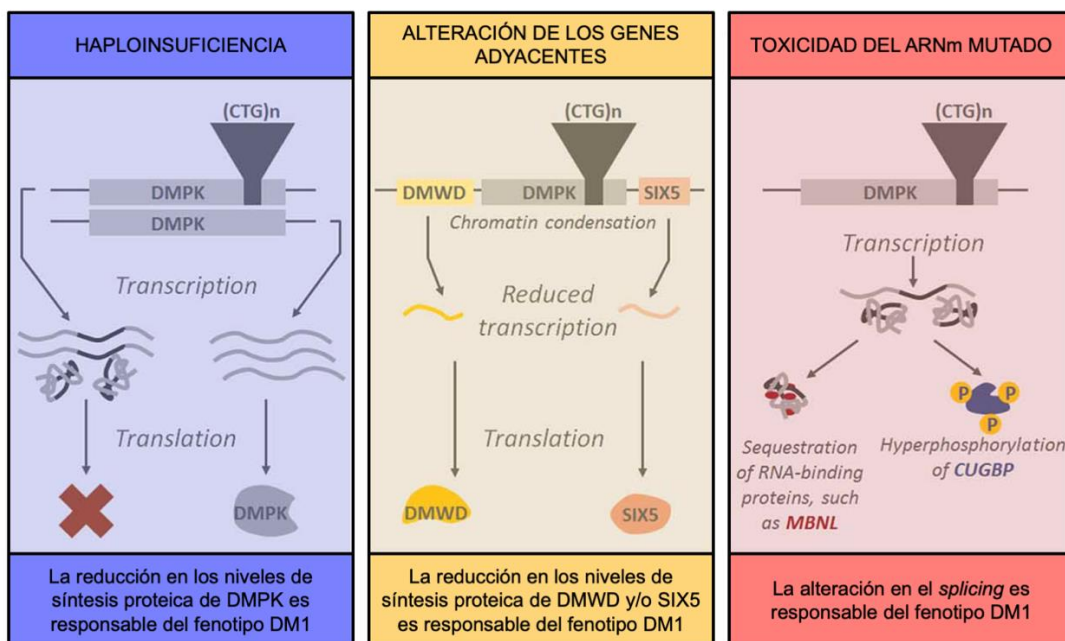 HAPLOINSUFICIENCIA
(CTG)n
DMPK
DMPK
Transcription
Translation
DMPK
La reducción en los niveles de
síntesis proteica de DMPK es
responsable del fenotipo DM1
ALTERACIÓN DE LOS GENES
ADYACENTES
(CTG)n
DMWD
DMPK
SIX5
Chromatin condensation
Reduced
transcription
Translation
DMWD
SIX5
La reducción en los niveles de
síntesis proteica de DMWD y/o SIX5
es responsable del fenotipo DM1
TOXICIDAD DEL ARNm MUTADO
(CTG)n
DMPK
Transcription
P
P
P
Sequestration
of RNA-binding
proteins, such
as MBNL
Hyperphosphorylation
of CUGBP
La alteración en el splicing es
responsable del fenotipo DM1